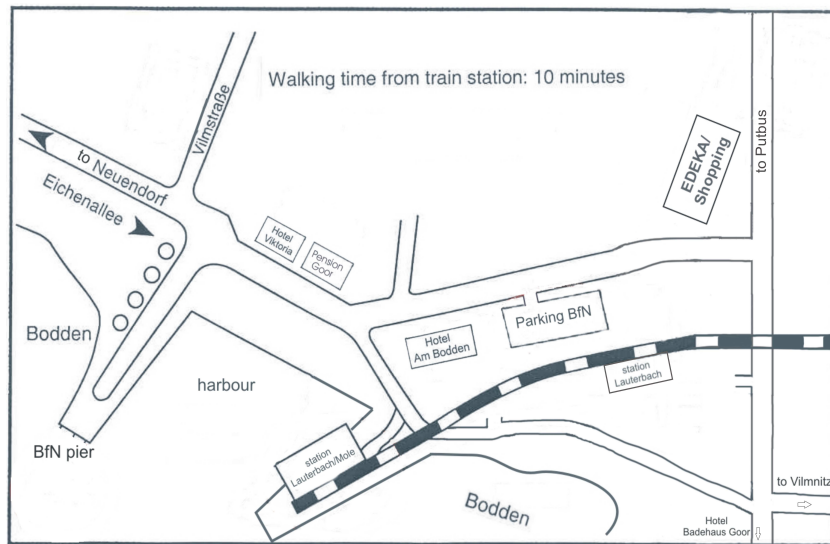 Walking time from train station: 10 minutes
Vilmstraße
to Putbus
EDEKA/
Shopping
to Neuendorf
Eichenallee
Hotel
Viktoria
Pension
Goor
Bodden
Parking BfN
Hotel
Am Bodden
station
Lauterbach
harbour
BfN pier
station
Lauterbach/Mole
Bodden
to Vilmnitz
Hotel
Badehaus Goor